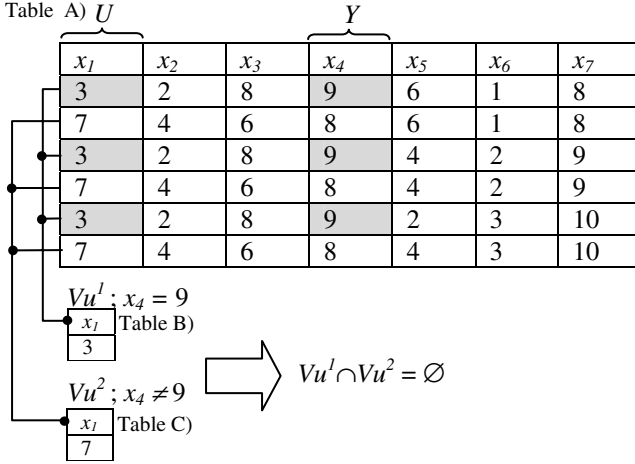 Table A) U Y
x₁ x₂ x₃ x₄ x₅ x₆ x₇
3 2 8 9 6 1 8
7 4 6 8 6 1 8
3 2 8 9 4 2 9
7 4 6 8 4 2 9
3 2 8 9 2 3 10
7 4 6 8 4 3 10
Vu¹; x₄ = 9
x₁ Table B)
3
Vu¹∩Vu² = ∅
Vu²; x₄ ≠ 9
x₁ Table C)
7